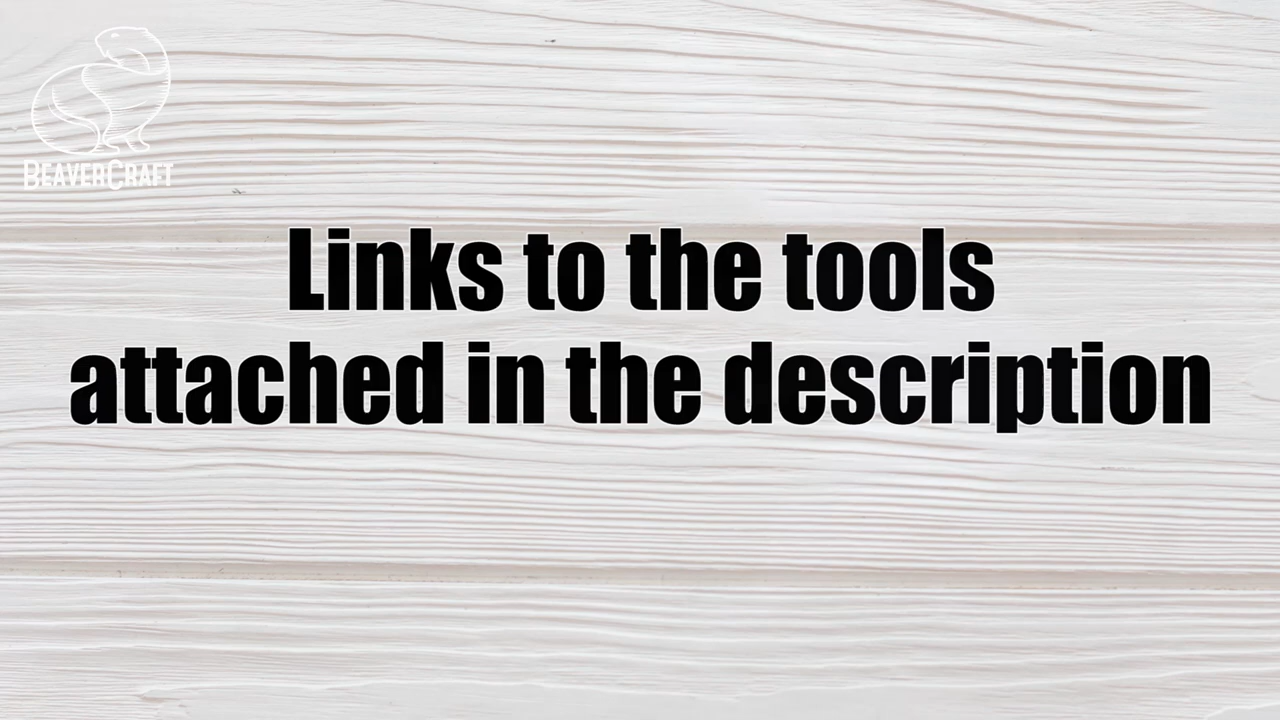 BEAVERCRAFT
Links to the tools
attached in the description